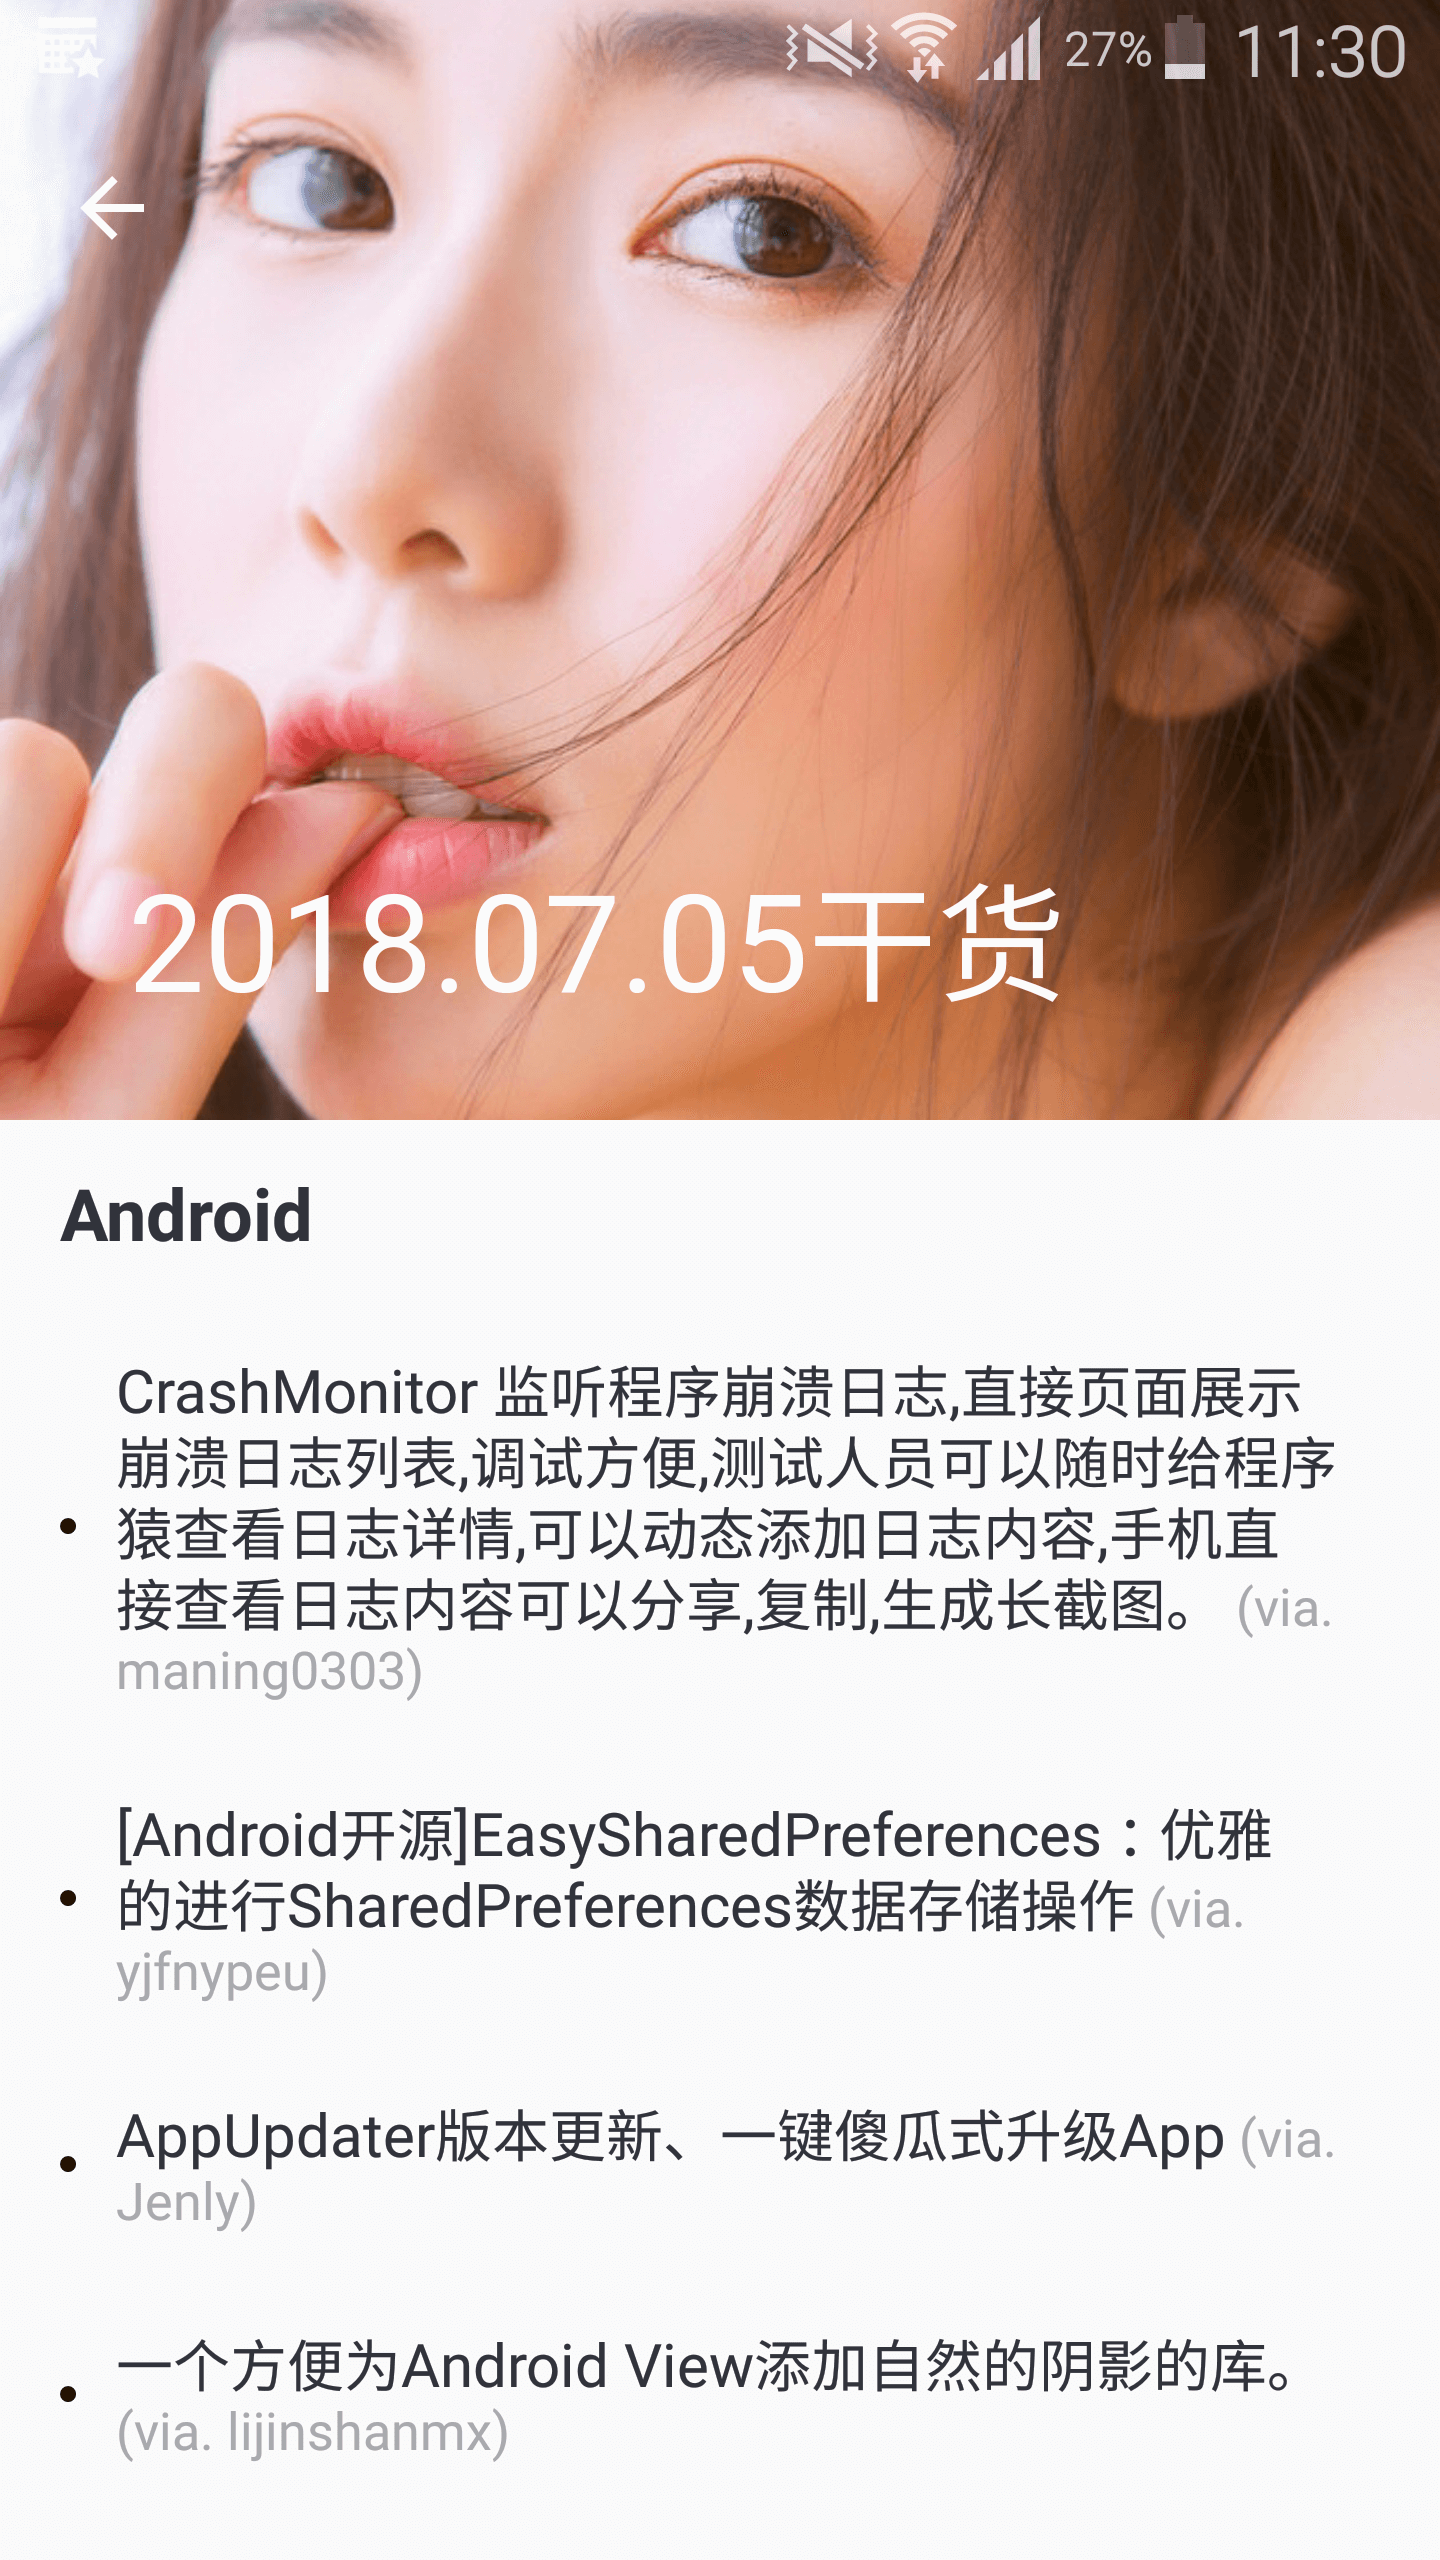 27% 11:30
2018.07.05干货
Android
CrashMonitor 监听程序崩溃日志,直接页面展示
崩溃日志列表,调试方便,测试人员可以随时给程序
猿查看日志详情,可以动态添加日志内容,手机直
接查看日志内容可以分享,复制,生成长截图。 (via.
maning0303)
[Android开源]EasySharedPreferences：优雅
的进行SharedPreferences数据存储操作 (via.
yjfnypeu)
AppUpdater版本更新、一键傻瓜式升级App (via.
Jenly)
一个方便为Android View添加自然的阴影的库。
(via. lijinshanmx)